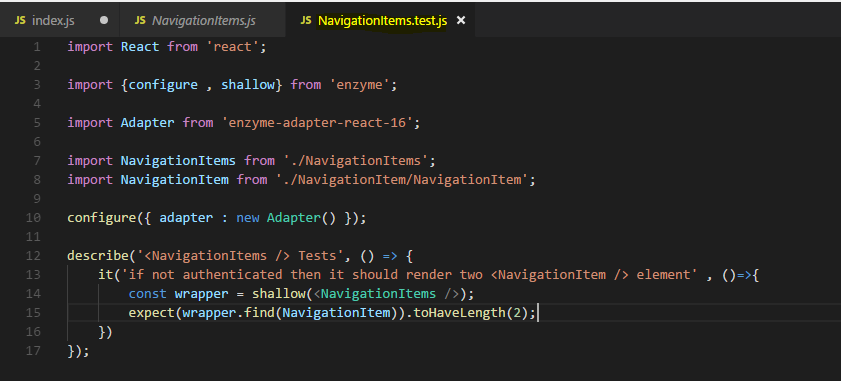 JS index.js ● JS NavigationItems.js JS NavigationItems.test.js ×
1 import React from 'react';
2
3 import {configure , shallow} from 'enzyme';
4
5 import Adapter from 'enzyme-adapter-react-16';
6
7 import NavigationItems from './NavigationItems';
8 import NavigationItem from './NavigationItem/NavigationItem';
9
10 configure({ adapter : new Adapter() });
11
12 describe('<NavigationItems /> Tests', () => {
13     it('if not authenticated then it should render two <NavigationItem /> element' , ()=>{
14         const wrapper = shallow(<NavigationItems />);
15         expect(wrapper.find(NavigationItem)).toHaveLength(2);
16     })
17 });